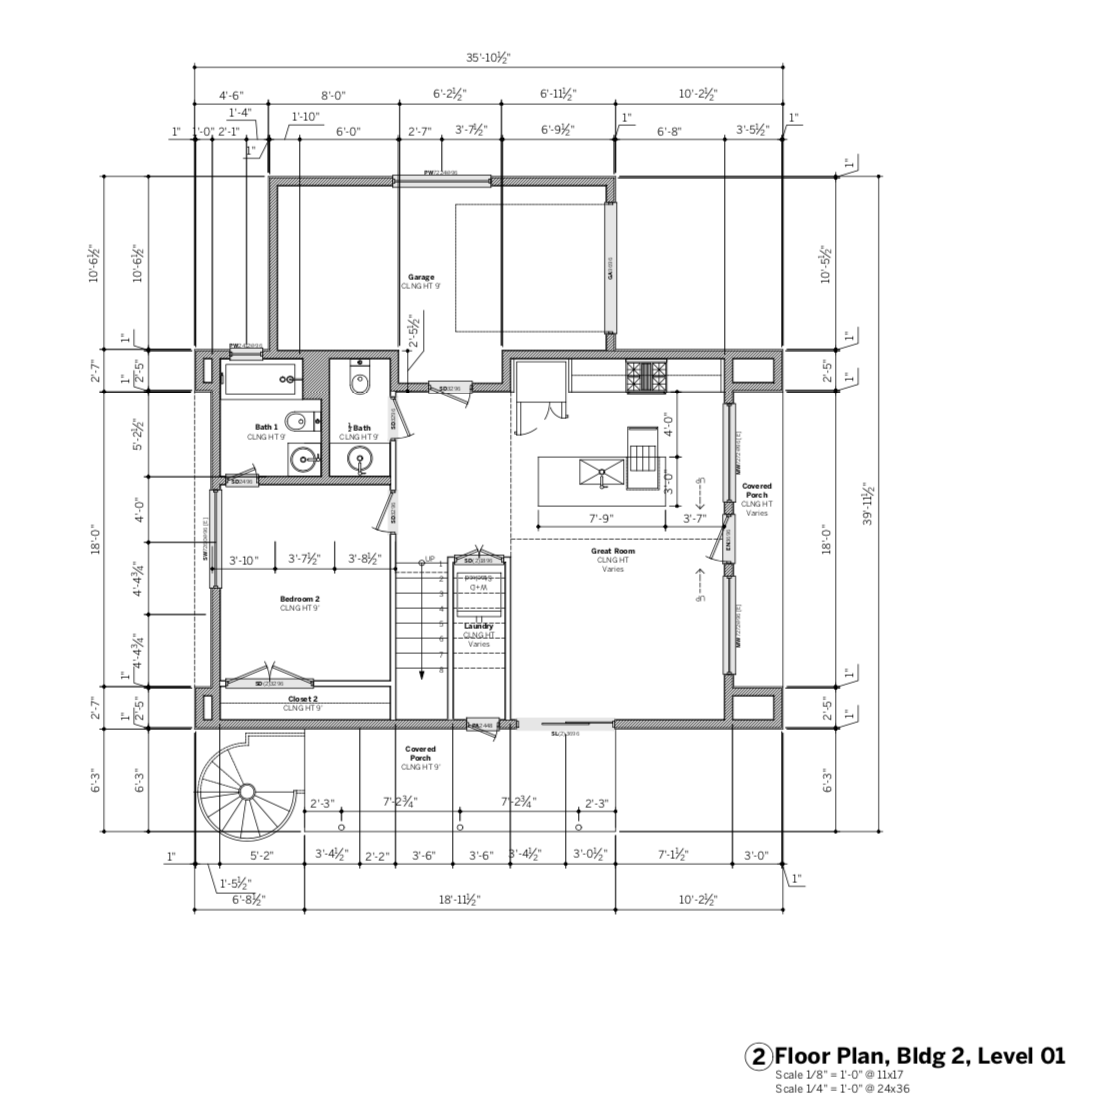 35'-10½"
4'-6" 8'-0" 6'-2½" 6'-11½" 10'-2½"
1'-4" 1'-10" 1" 1"
1" 1'-0" 2'-1" 6'-0" 2'-7" 3'-7½" 6'-9½" 6'-8" 3'-5½"
1"
1"
10'-6½" 10'-6½" 10'-5½"
Garage
CLNG HT 9'
2'-5½"
1" 1"
2'-7" 1" 2'-5" 2'-5" 1"
Bath 1
CLNG HT 9'
½ Bath
CLNG HT 9'
5'-2½"
4'-0"
3'-0"
7'-9" 3'-7"
up
Covered
Porch
CLNG HT
Varies
39'-11½"
18'-0" 4'-0" 18'-0"
3'-10" 3'-7½" 3'-8½"
Great Room
CLNG HT
Varies
UP
1
2
3
4
5
6
7
8
4'-4¾"
Stacked
W+D
Bedroom 2
CLNG HT 9'
up
Laundry
CLNG HT
Varies
4'-4¾"
1" 1"
2'-7" 1" 2'-5" 2'-5" 1"
Closet 2
CLNG HT 9'
Covered
Porch
CLNG HT 9'
6'-3" 6'-3" 6'-3"
2'-3" 7'-2¾" 7'-2¾" 2'-3"
1" 5'-2" 3'-4½" 2'-2" 3'-6" 3'-6" 3'-4½" 3'-0½" 7'-1½" 3'-0"
1'-5½" 1"
6'-8½" 18'-11½" 10'-2½"
2 Floor Plan, Bldg 2, Level 01
Scale 1/8" = 1'-0" @ 11x17
Scale 1/4" = 1'-0" @ 24x36